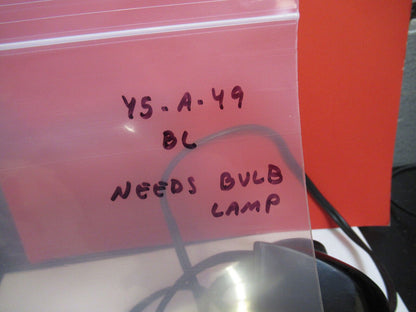 YS-A-49
BL
NEEDS BULB
LAMP